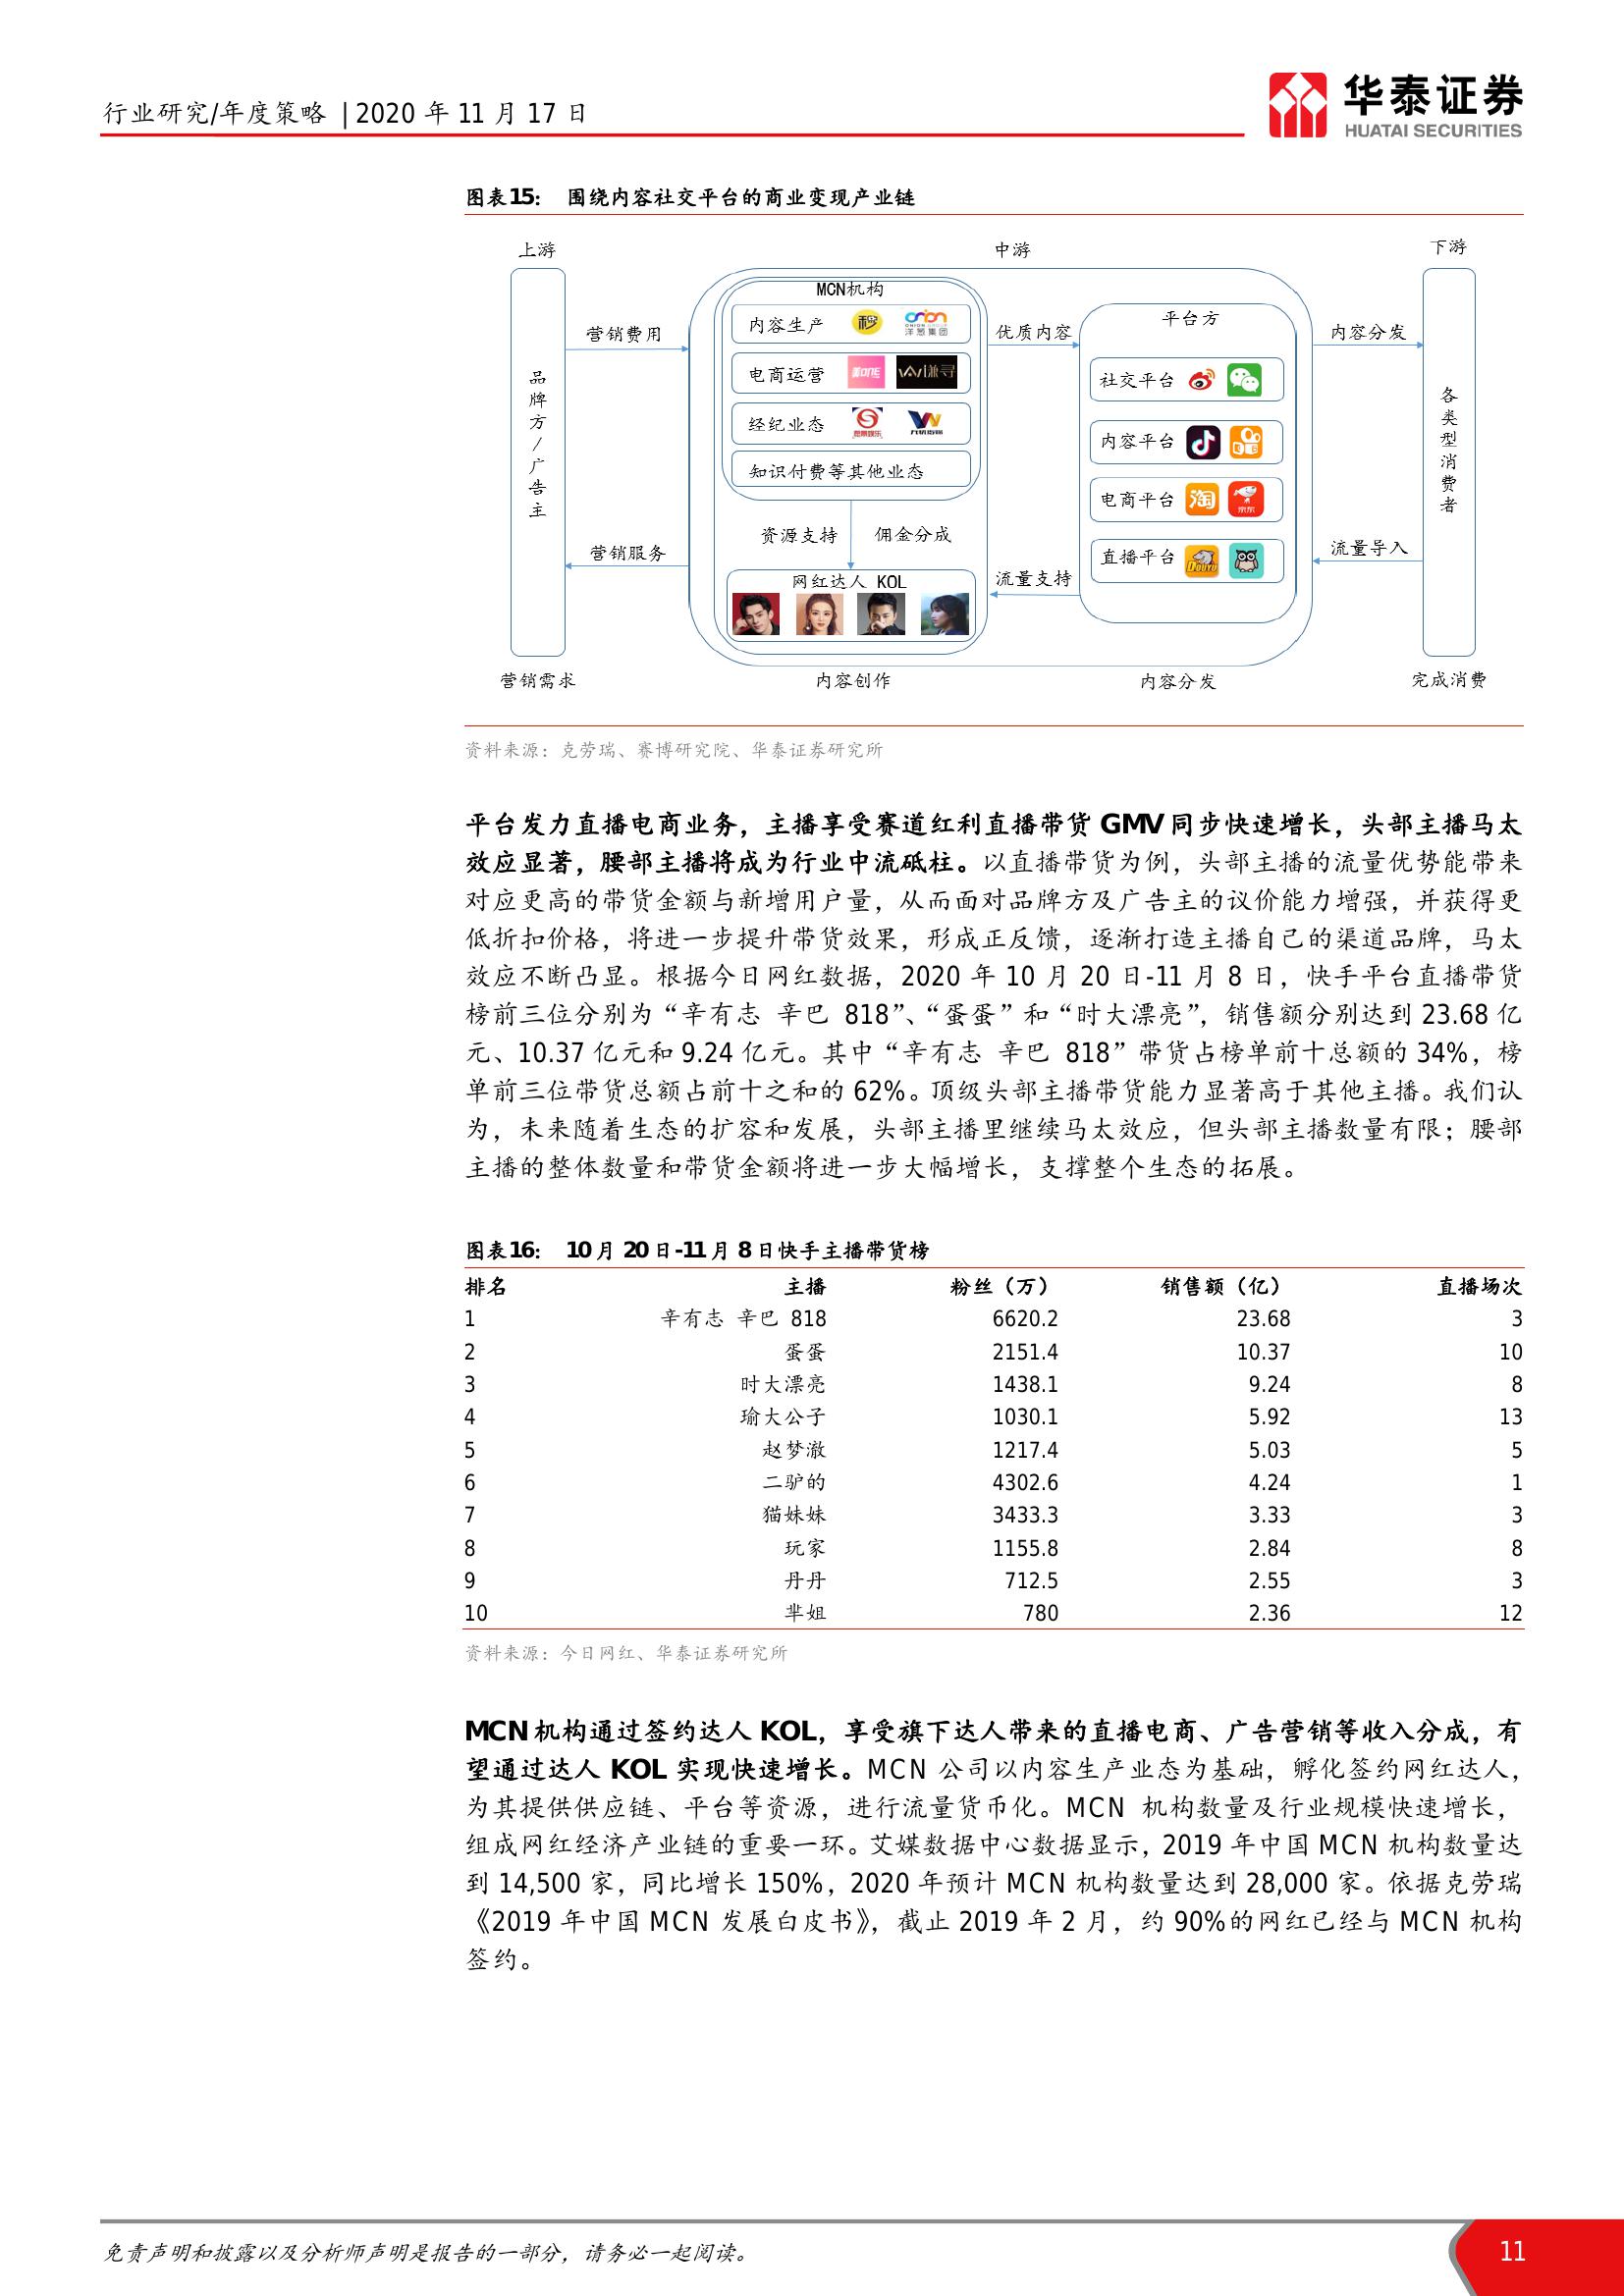 行业研究/年度策略 | 2020 年 11 月 17 日
华泰证券
HUATAI SECURITIES
图表15: 围绕内容社交平台的商业变现产业链
上游
中游
下游
品牌方/广告主
营销费用
营销服务
营销需求
MCN机构
内容生产
秒
onion
ONION GROUP
洋葱集团
电商运营
美ONE
谦寻
经纪业态
知识付费等其他业态
资源支持
佣金分成
网红达人 KOL
内容创作
优质内容
流量支持
平台方
社交平台
内容平台
电商平台
淘
京东
直播平台
DOUYU
内容分发
内容分发
流量导入
各类型消费者
完成消费
资料来源：克劳瑞、赛博研究院、华泰证券研究所
平台发力直播电商业务，主播享受赛道红利直播带货 GMV 同步快速增长，头部主播马太
效应显著，腰部主播将成为行业中流砥柱。以直播带货为例，头部主播的流量优势能带来
对应更高的带货金额与新增用户量，从而面对品牌方及广告主的议价能力增强，并获得更
低折扣价格，将进一步提升带货效果，形成正反馈，逐渐打造主播自己的渠道品牌，马太
效应不断凸显。根据今日网红数据，2020 年 10 月 20 日-11 月 8 日，快手平台直播带货
榜前三位分别为“辛有志 辛巴 818”、“蛋蛋”和“时大漂亮”，销售额分别达到 23.68 亿
元、10.37 亿元和 9.24 亿元。其中“辛有志 辛巴 818”带货占榜单前十总额的 34%，榜
单前三位带货总额占前十之和的 62%。顶级头部主播带货能力显著高于其他主播。我们认
为，未来随着生态的扩容和发展，头部主播里继续马太效应，但头部主播数量有限；腰部
主播的整体数量和带货金额将进一步大幅增长，支撑整个生态的拓展。
图表16: 10 月 20 日-11 月 8 日快手主播带货榜
排名 主播 粉丝（万） 销售额（亿） 直播场次
1 辛有志 辛巴 818 6620.2 23.68 3
2 蛋蛋 2151.4 10.37 10
3 时大漂亮 1438.1 9.24 8
4 瑜大公子 1030.1 5.92 13
5 赵梦澈 1217.4 5.03 5
6 二驴的 4302.6 4.24 1
7 猫妹妹 3433.3 3.33 3
8 玩家 1155.8 2.84 8
9 丹丹 712.5 2.55 3
10 芈姐 780 2.36 12
资料来源：今日网红、华泰证券研究所
MCN 机构通过签约达人 KOL，享受旗下达人带来的直播电商、广告营销等收入分成，有
望通过达人 KOL 实现快速增长。MCN 公司以内容生产业态为基础，孵化签约网红达人，
为其提供供应链、平台等资源，进行流量货币化。MCN 机构数量及行业规模快速增长，
组成网红经济产业链的重要一环。艾媒数据中心数据显示，2019 年中国 MCN 机构数量达
到 14,500 家，同比增长 150%，2020 年预计 MCN 机构数量达到 28,000 家。依据克劳瑞
《2019 年中国 MCN 发展白皮书》，截止 2019 年 2 月，约 90%的网红已经与 MCN 机构
签约。
免责声明和披露以及分析师声明是报告的一部分，请务必一起阅读。
11